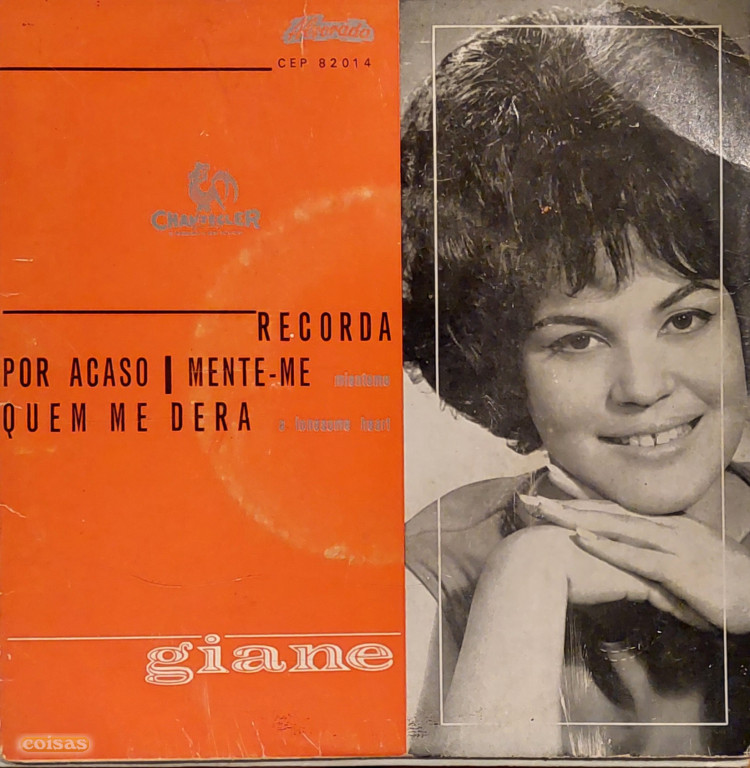 CEP 82014
CHANTECLER
RECORDA
POR ACASO | MENTE-ME
QUEM ME DERA
giane
coisas